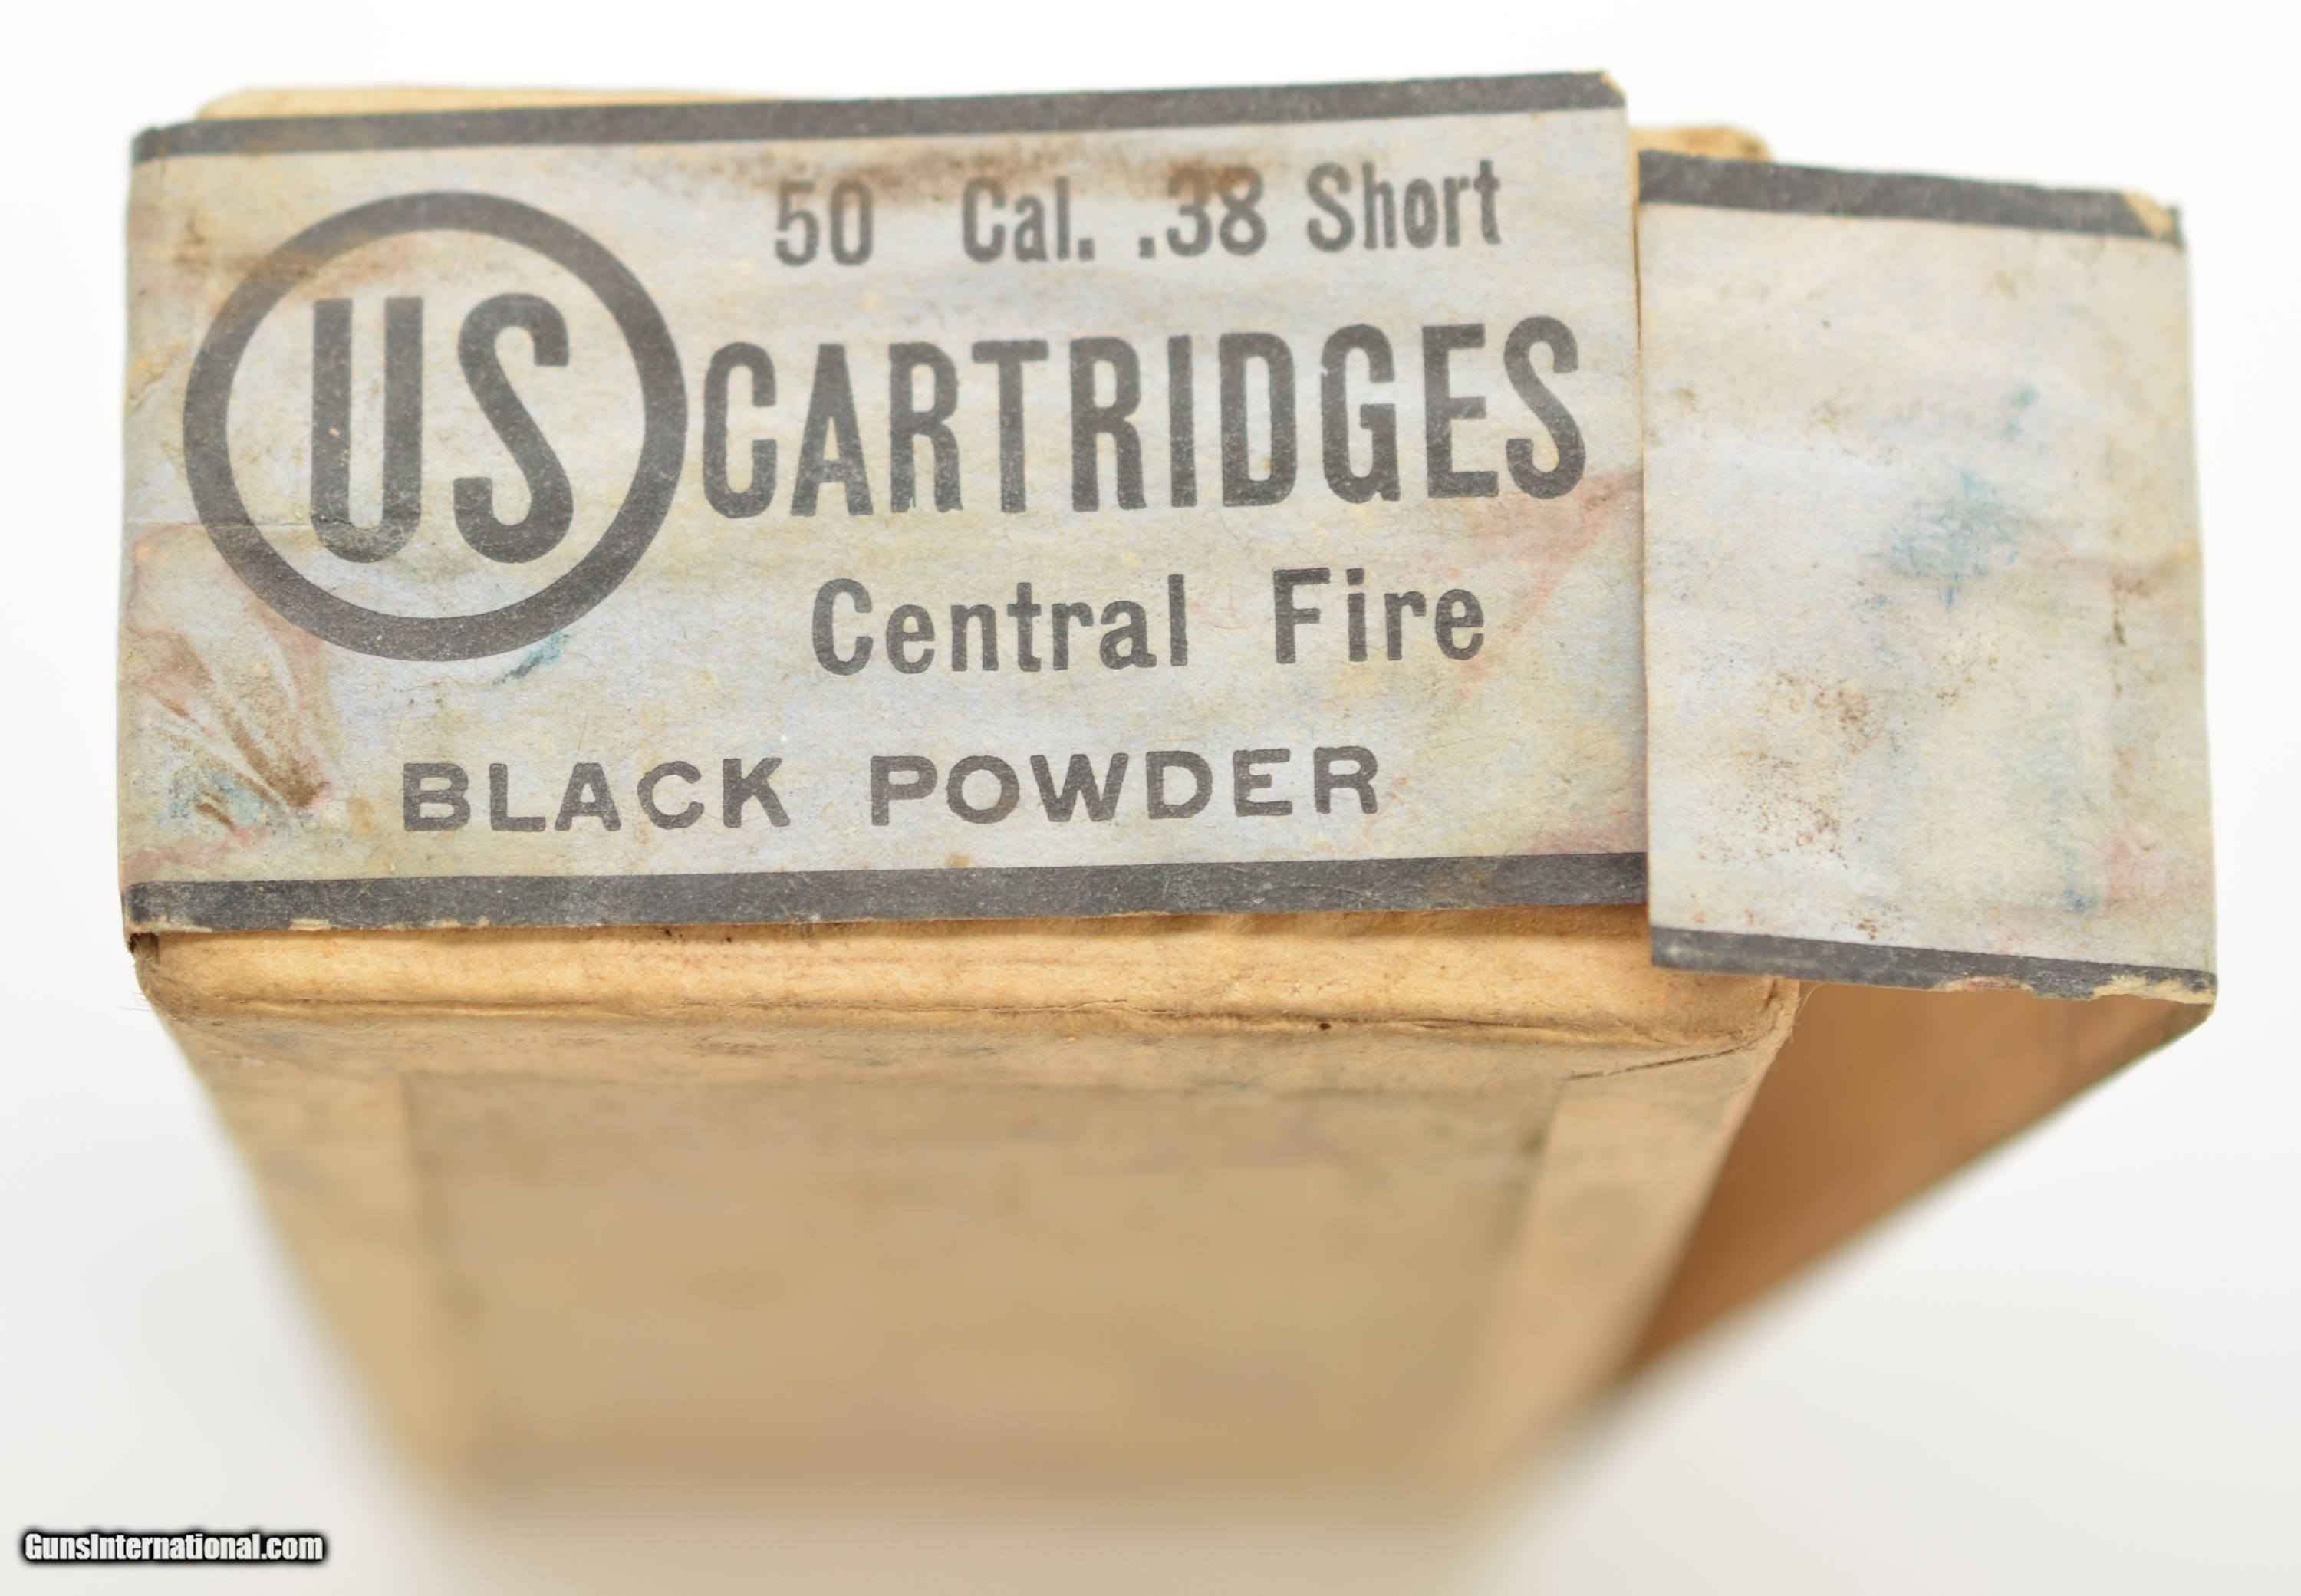 50 Cal. .38 Short
US CARTRIDGES
Central Fire
BLACK POWDER
GunsInternational.com